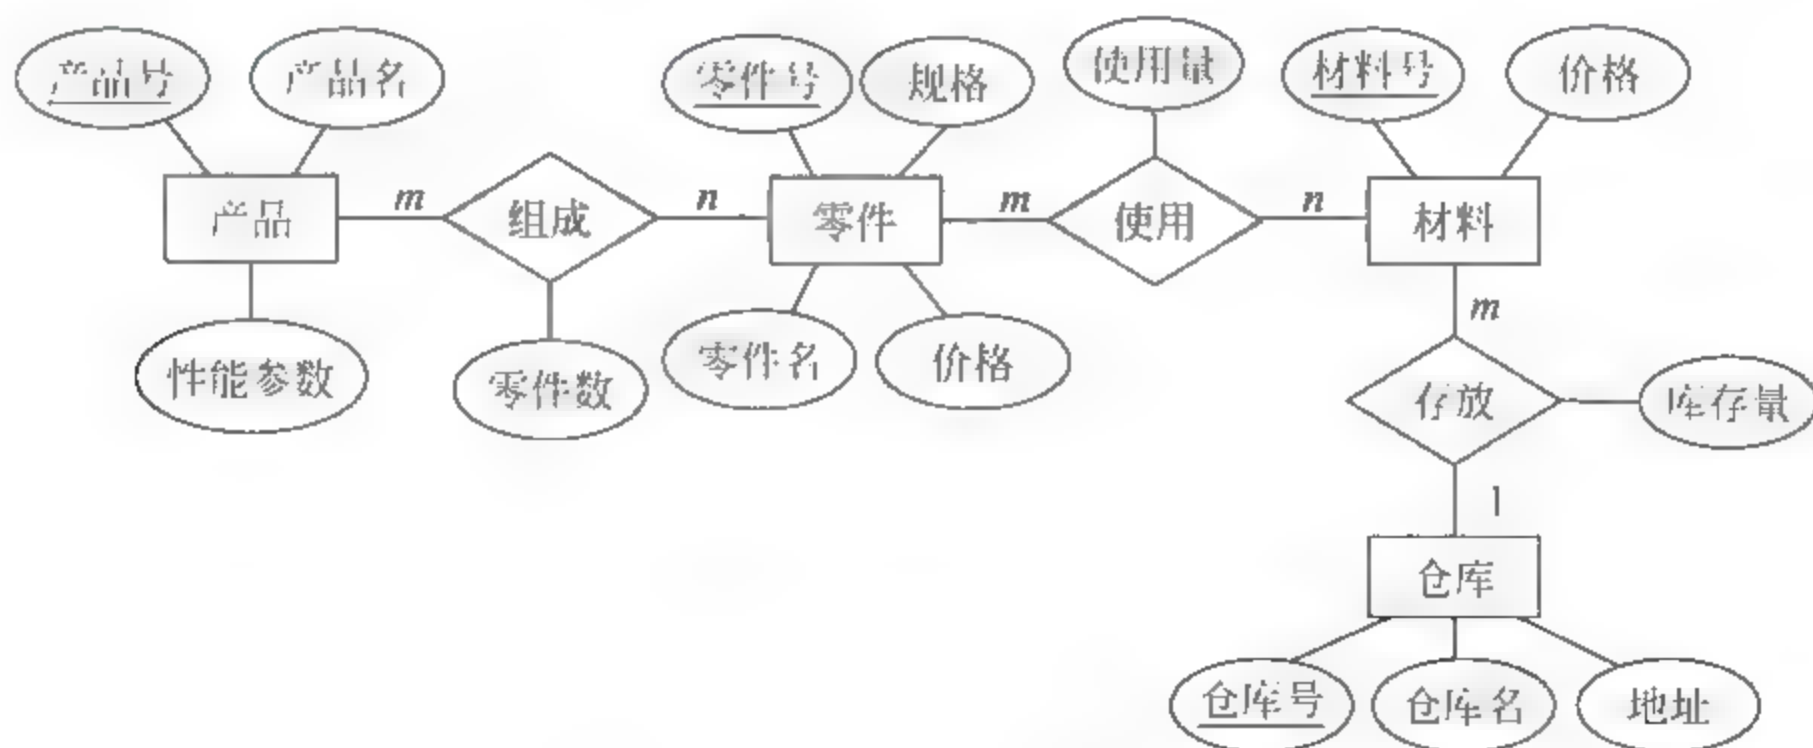 产品号 产品名 零件号 规格 使用量 材料号 价格
产品 m 组成 n 零件 m 使用 n 材料
m
性能参数 零件数 零件名 价格 存放 库存量
1
仓库
仓库号 仓库名 地址